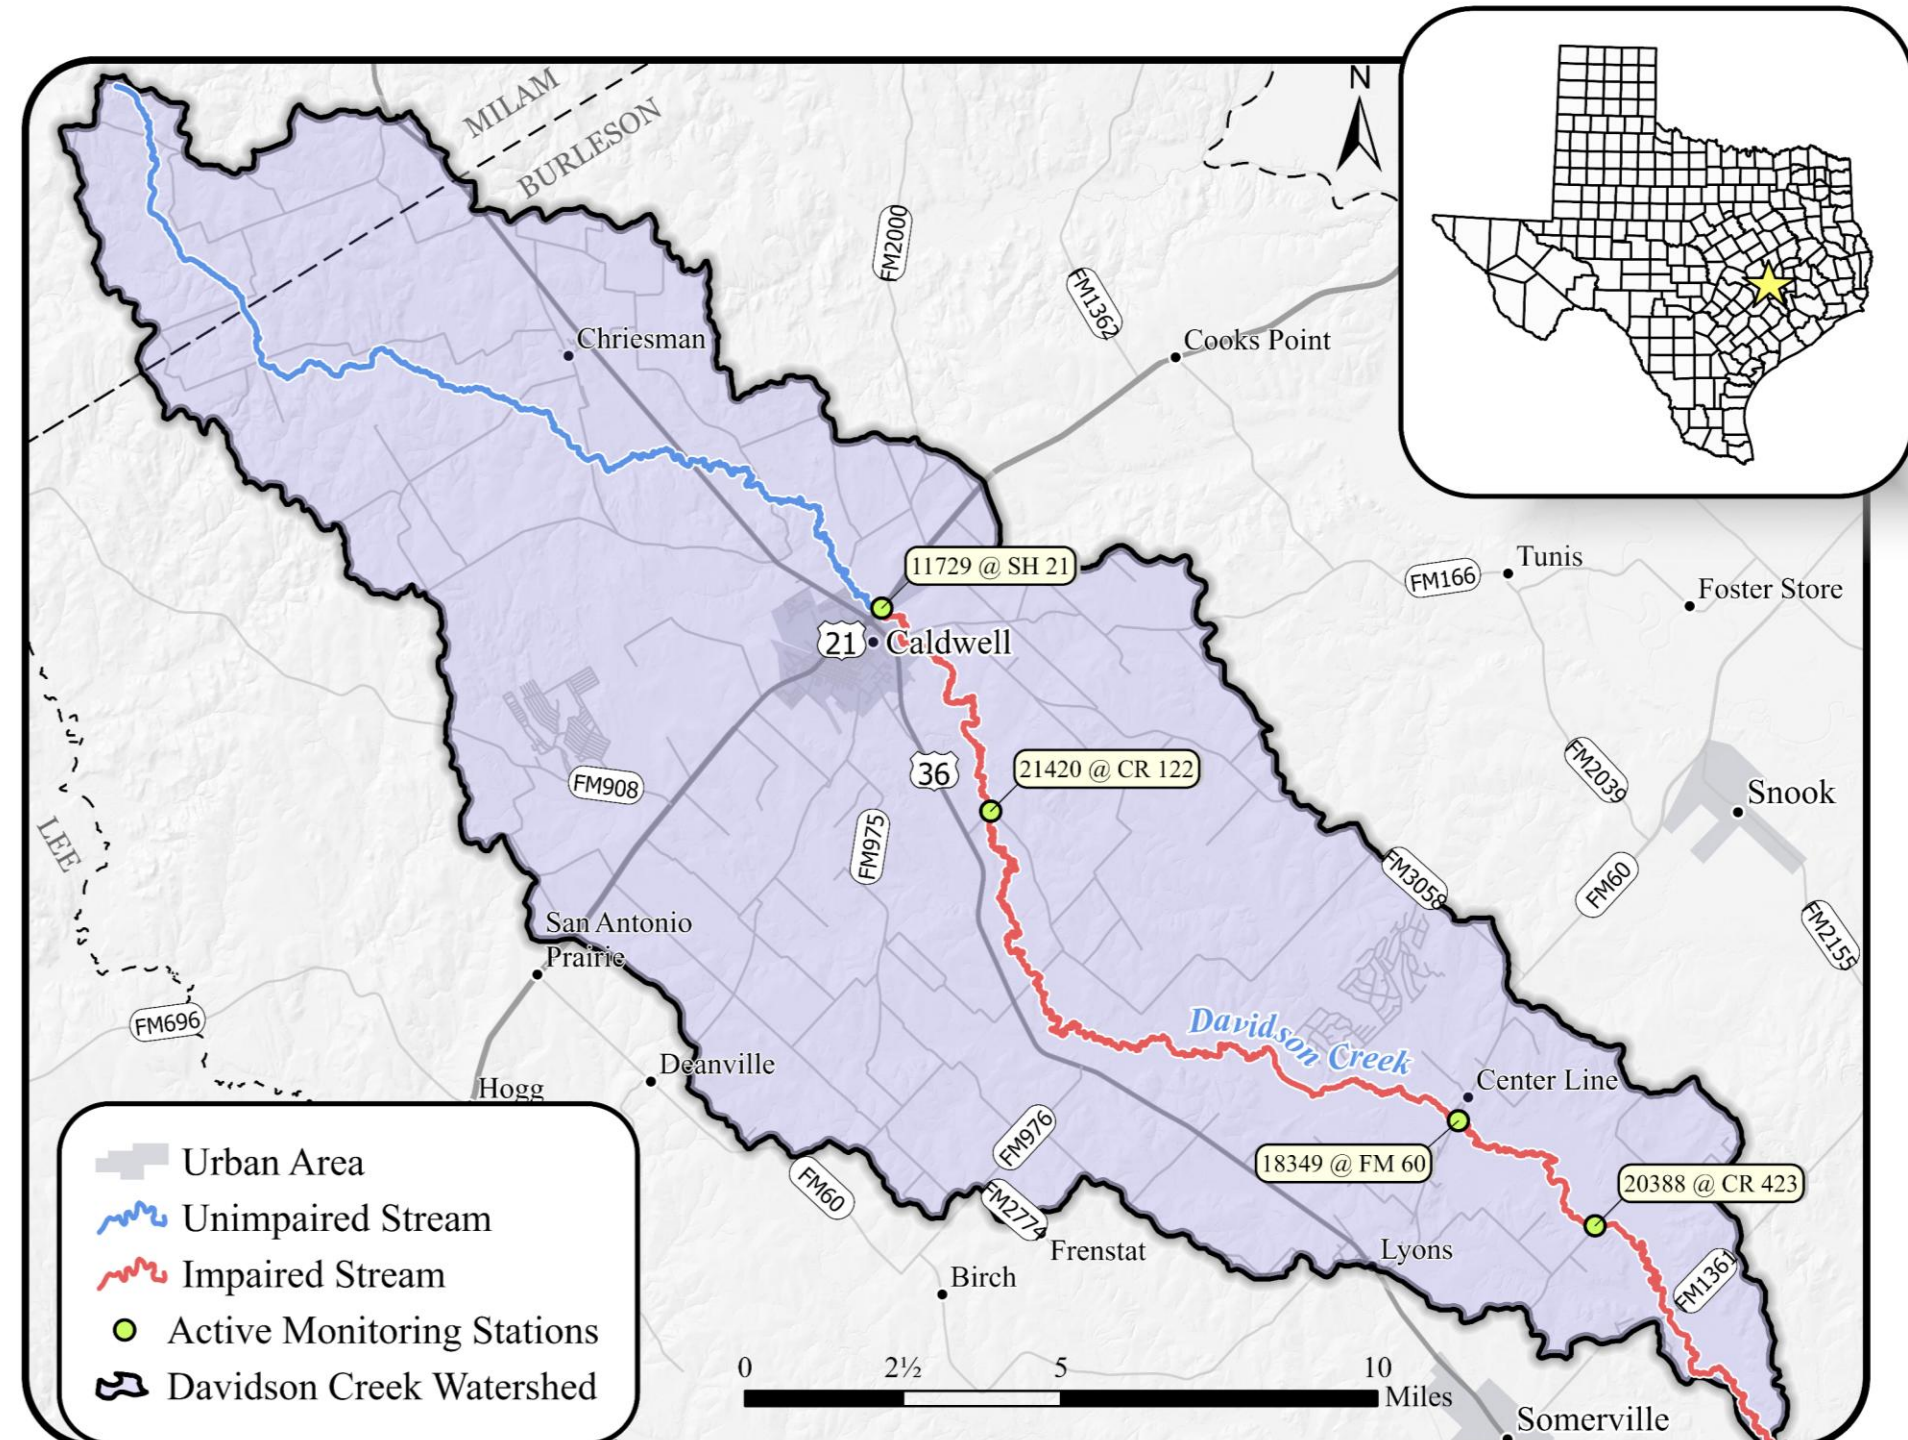 MILAM
BURLESON
N
FM2000
FM1362
Chriesman
Cooks Point
11729 @ SH 21
FM166
Tunis
Foster Store
21
Caldwell
36
21420 @ CR 122
FM908
FM975
FM2039
Snook
LEE
FM3058
FM60
FM2155
San Antonio
Prairie
FM696
Davidson Creek
Deanville
Hogg
Center Line
FM976
18349 @ FM 60
20388 @ CR 423
FM60
FM2774
Frenstat
Lyons
Birch
FM1361
Urban Area
Unimpaired Stream
Impaired Stream
Active Monitoring Stations
Davidson Creek Watershed
0 2½ 5 10
Miles
Somerville